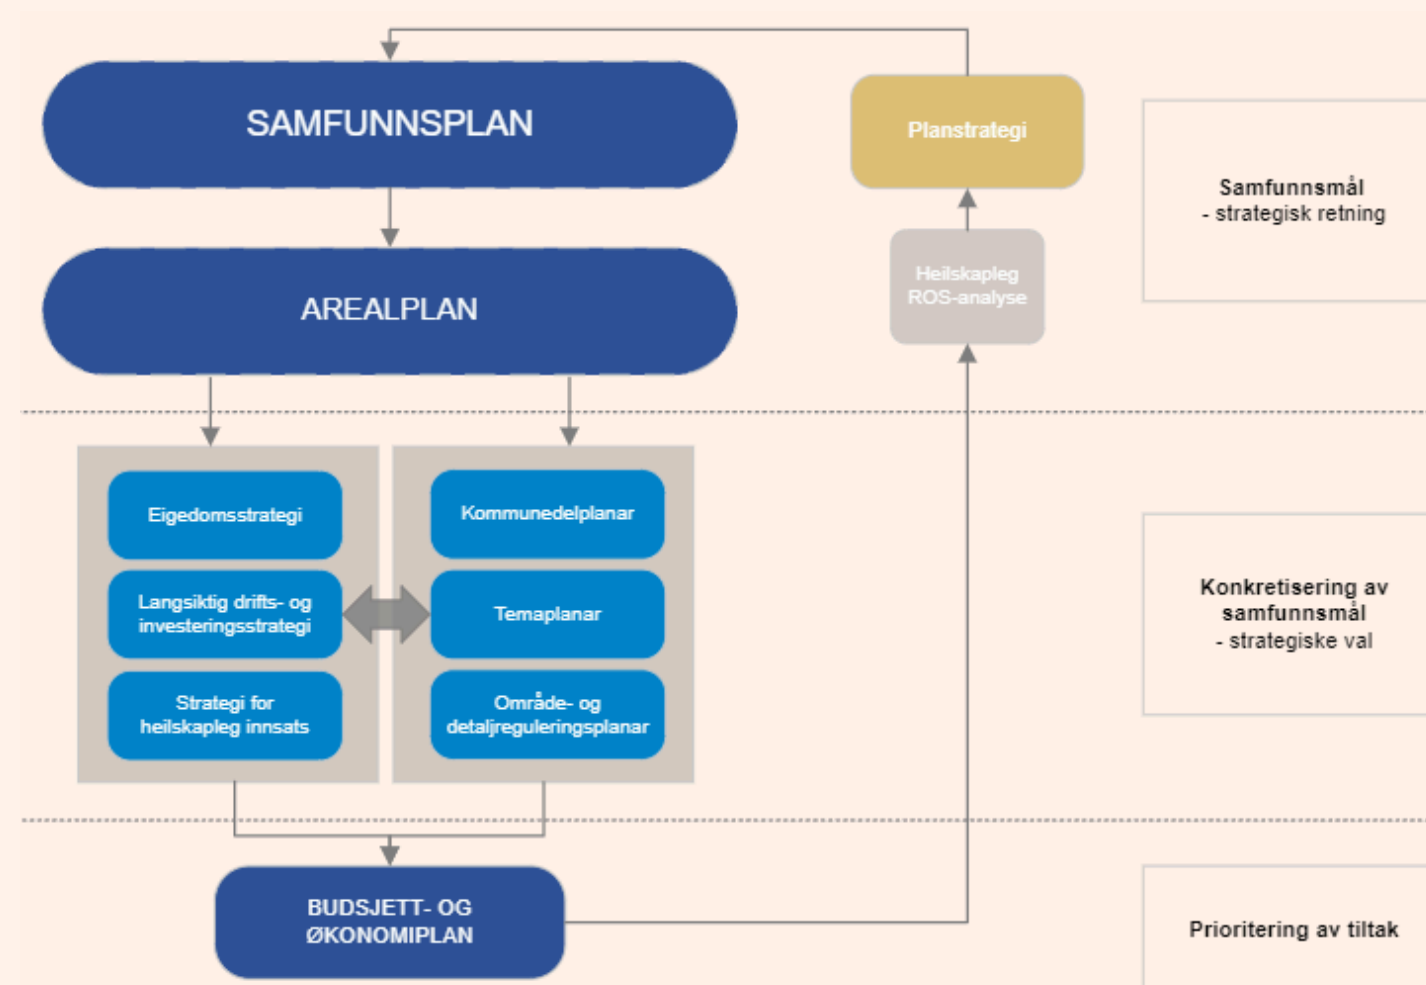 SAMFUNNSPLAN
Planstrategi
Samfunnsmål
- strategisk retning
Heilskapleg
ROS-analyse
AREALPLAN
Eigedomsstrategi
Kommunedelplanar
Langsiktig drifts- og
investeringsstrategi
Temaplanar
Konkretisering av
samfunnsmål
- strategiske val
Strategi for
heilskapleg innsats
Område- og
detaljreguleringsplanar
BUDSJETT- OG
ØKONOMIPLAN
Prioritering av tiltak